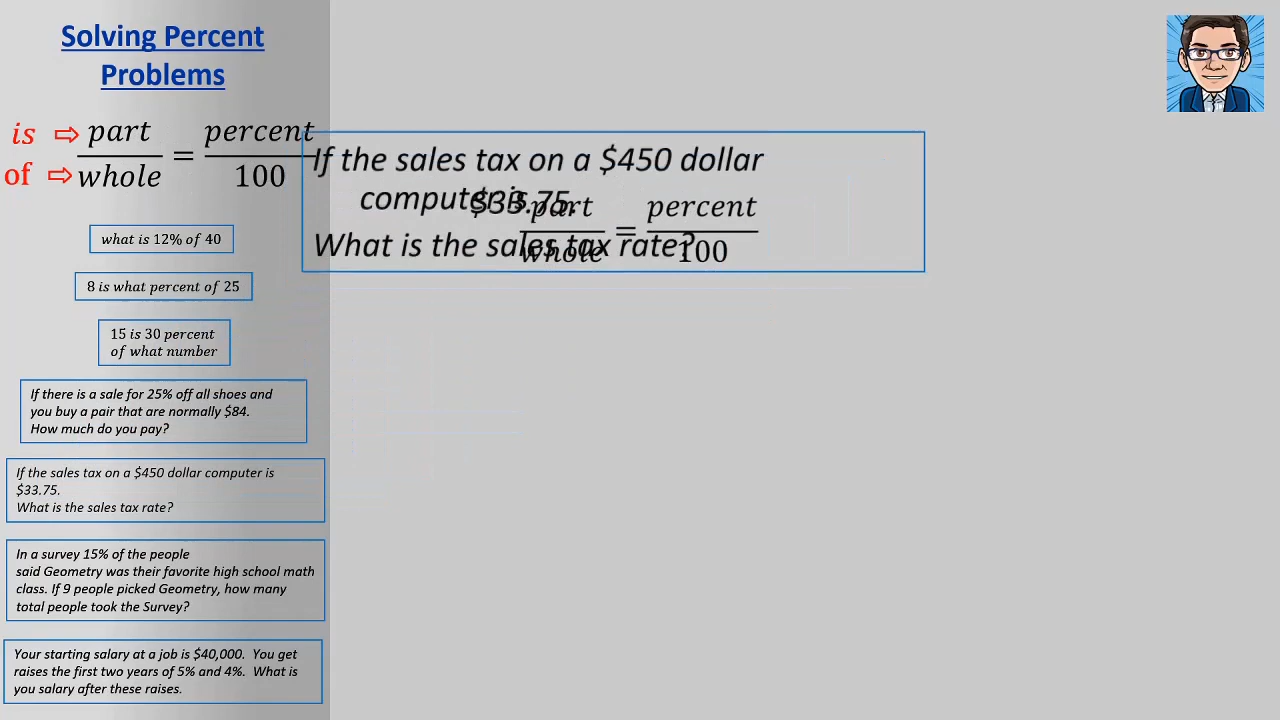 Solving Percent
Problems
is ⇨ part/whole = percent/100
of ⇨
what is 12% of 40
8 is what percent of 25
15 is 30 percent
of what number
If there is a sale for 25% off all shoes and
you buy a pair that are normally $84.
How much do you pay?
If the sales tax on a $450 dollar computer is
$33.75.
What is the sales tax rate?
In a survey 15% of the people
said Geometry was their favorite high school math
class. If 9 people picked Geometry, how many
total people took the Survey?
Your starting salary at a job is $40,000.  You get
raises the first two years of 5% and 4%.  What is
you salary after these raises.
If the sales tax on a $450 dollar
computer is
$33.75.
What is the sales tax rate?
part/whole = percent/100